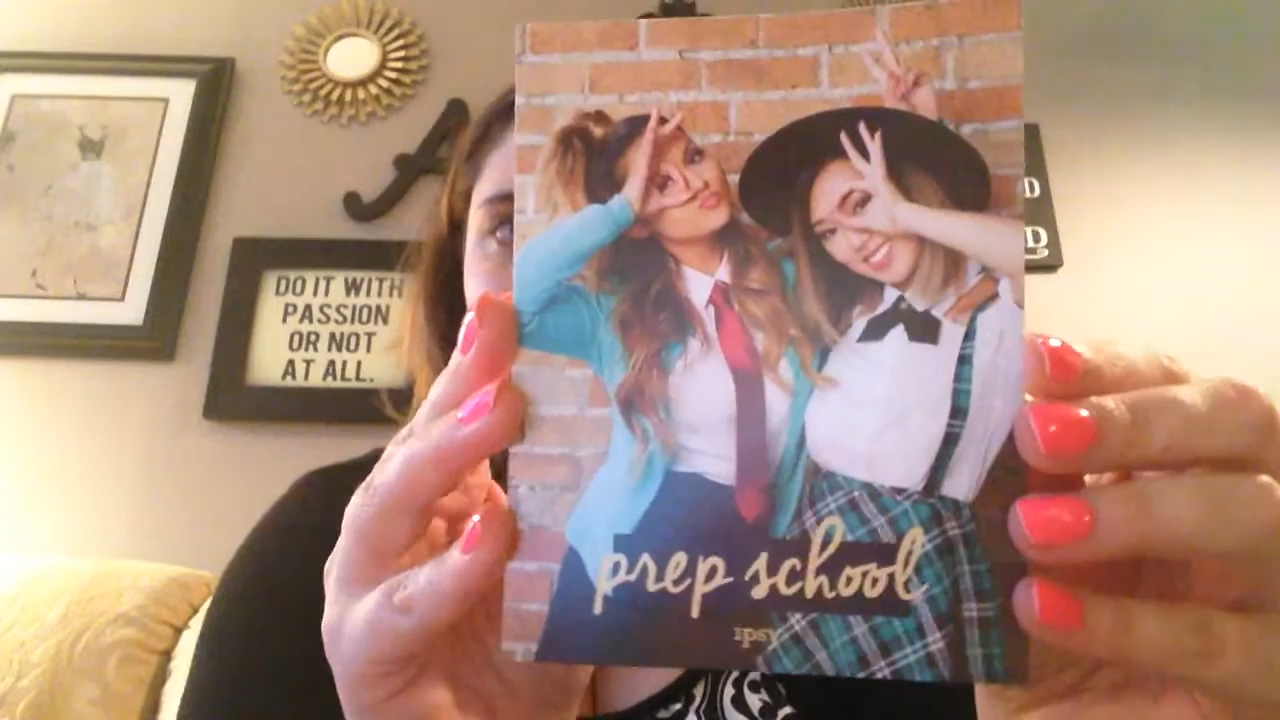 DO IT WITH
PASSION
OR NOT
AT ALL.
D
D
prep school
ipsy